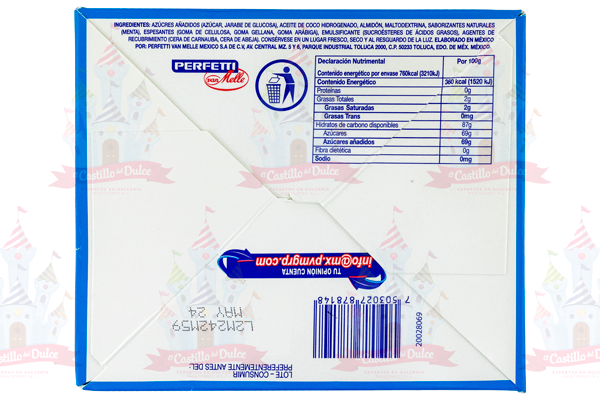 INGREDIENTES: AZÚCARES AÑADIDOS (AZÚCAR, JARABE DE GLUCOSA), ACEITE DE COCO HIDROGENADO, ALMIDÓN, MALTODEXTRINA, SABORIZANTES NATURALES
(MENTA), ESPESANTES (GOMA DE CELULOSA, GOMA GELLANA, GOMA ARÁBIGA), EMULSIFICANTE (SUCROÉSTERES DE ÁCIDOS GRASOS), AGENTES DE
RECUBRIMIENTO (CERA DE CARNAUBA, CERA DE ABEJA). CONSÉRVESE EN UN LUGAR FRESCO, SECO Y AL RESGUARDO DE LA LUZ. ELABORADO EN MÉXICO
POR: PERFETTI VAN MELLE MEXICO S.A DE C.V, AV. CENTRAL MZ. 5 Y 6, PARQUE INDUSTRIAL TOLUCA 2000, C.P. 50233 TOLUCA, EDO. DE MÉX. MÉXICO.
PERFETTI
van Melle
Declaración Nutrimental Por 100g
Contenido energético por envase 760kcal (3210kJ)
Contenido Energético 360 kcal (1520 kJ)
Proteínas 0g
Grasas Totales 2g
Grasas Saturadas 2g
Grasas Trans 0mg
Hidratos de carbono disponibles 87g
Azúcares 69g
Azúcares añadidos 69g
Fibra dietética 0g
Sodio 0mg
TU OPINIÓN CUENTA
info@mx.pvmgrp.com
7 503027 878148
20028069
L2M242M59
MAY 24
LOTE - CONSUMIR
PREFERENTEMENTE ANTES DEL:
El Castillo del Dulce
EXPERTOS EN DULCERÍA